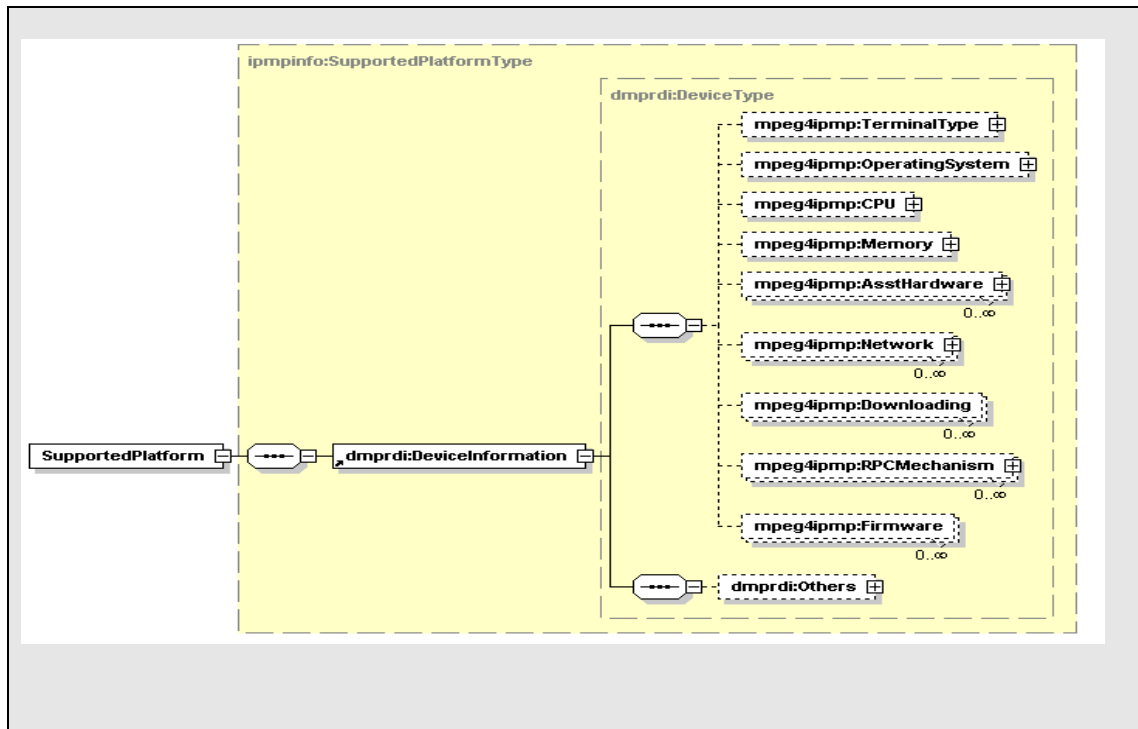 ipmpinfo:SupportedPlatformType
dmprdi:DeviceType
mpeg4ipmp:TerminalType
mpeg4ipmp:OperatingSystem
mpeg4ipmp:CPU
mpeg4ipmp:Memory
mpeg4ipmp:AsstHardware
0..∞
mpeg4ipmp:Network
0..∞
mpeg4ipmp:Downloading
0..∞
SupportedPlatform
dmprdi:DeviceInformation
mpeg4ipmp:RPCMechanism
0..∞
mpeg4ipmp:Firmware
0..∞
dmprdi:Others